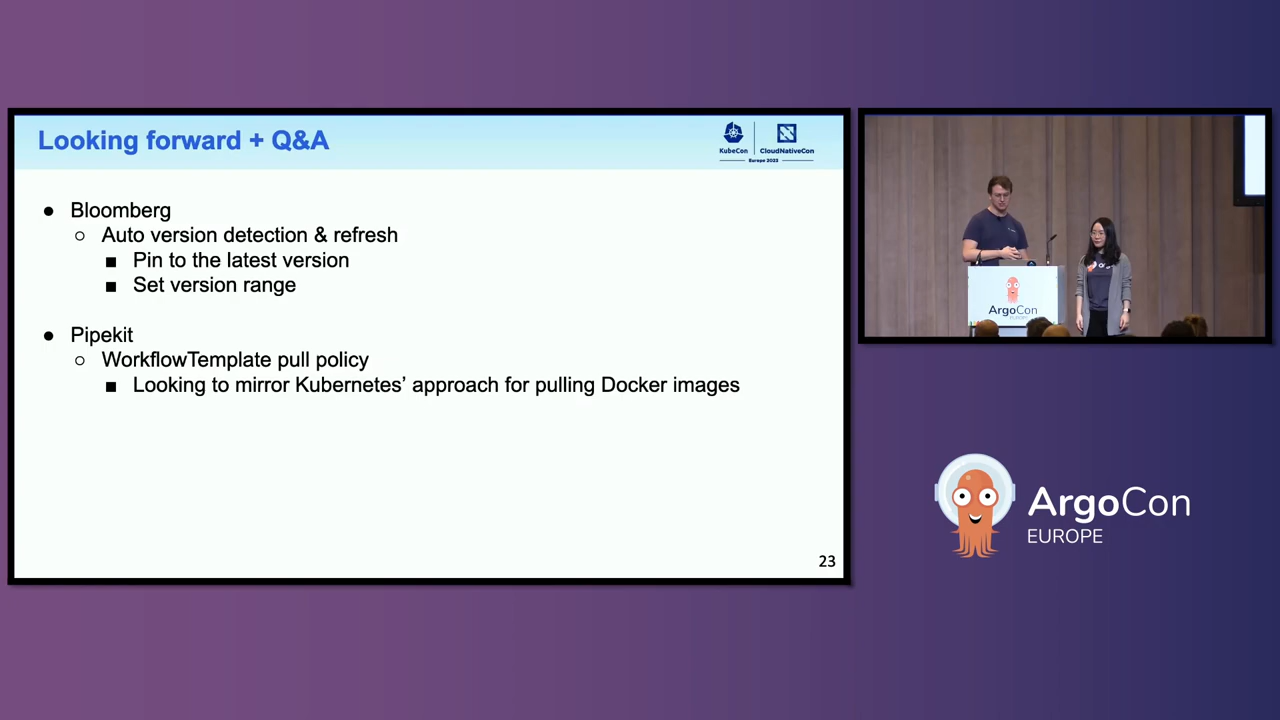 Looking forward + Q&A
KubeCon
CloudNativeCon
Europe 2023
● Bloomberg
○ Auto version detection & refresh
■ Pin to the latest version
■ Set version range
● Pipekit
○ WorkflowTemplate pull policy
■ Looking to mirror Kubernetes’ approach for pulling Docker images
23
ArgoCon
EUROPE
ArgoCon
EUROPE